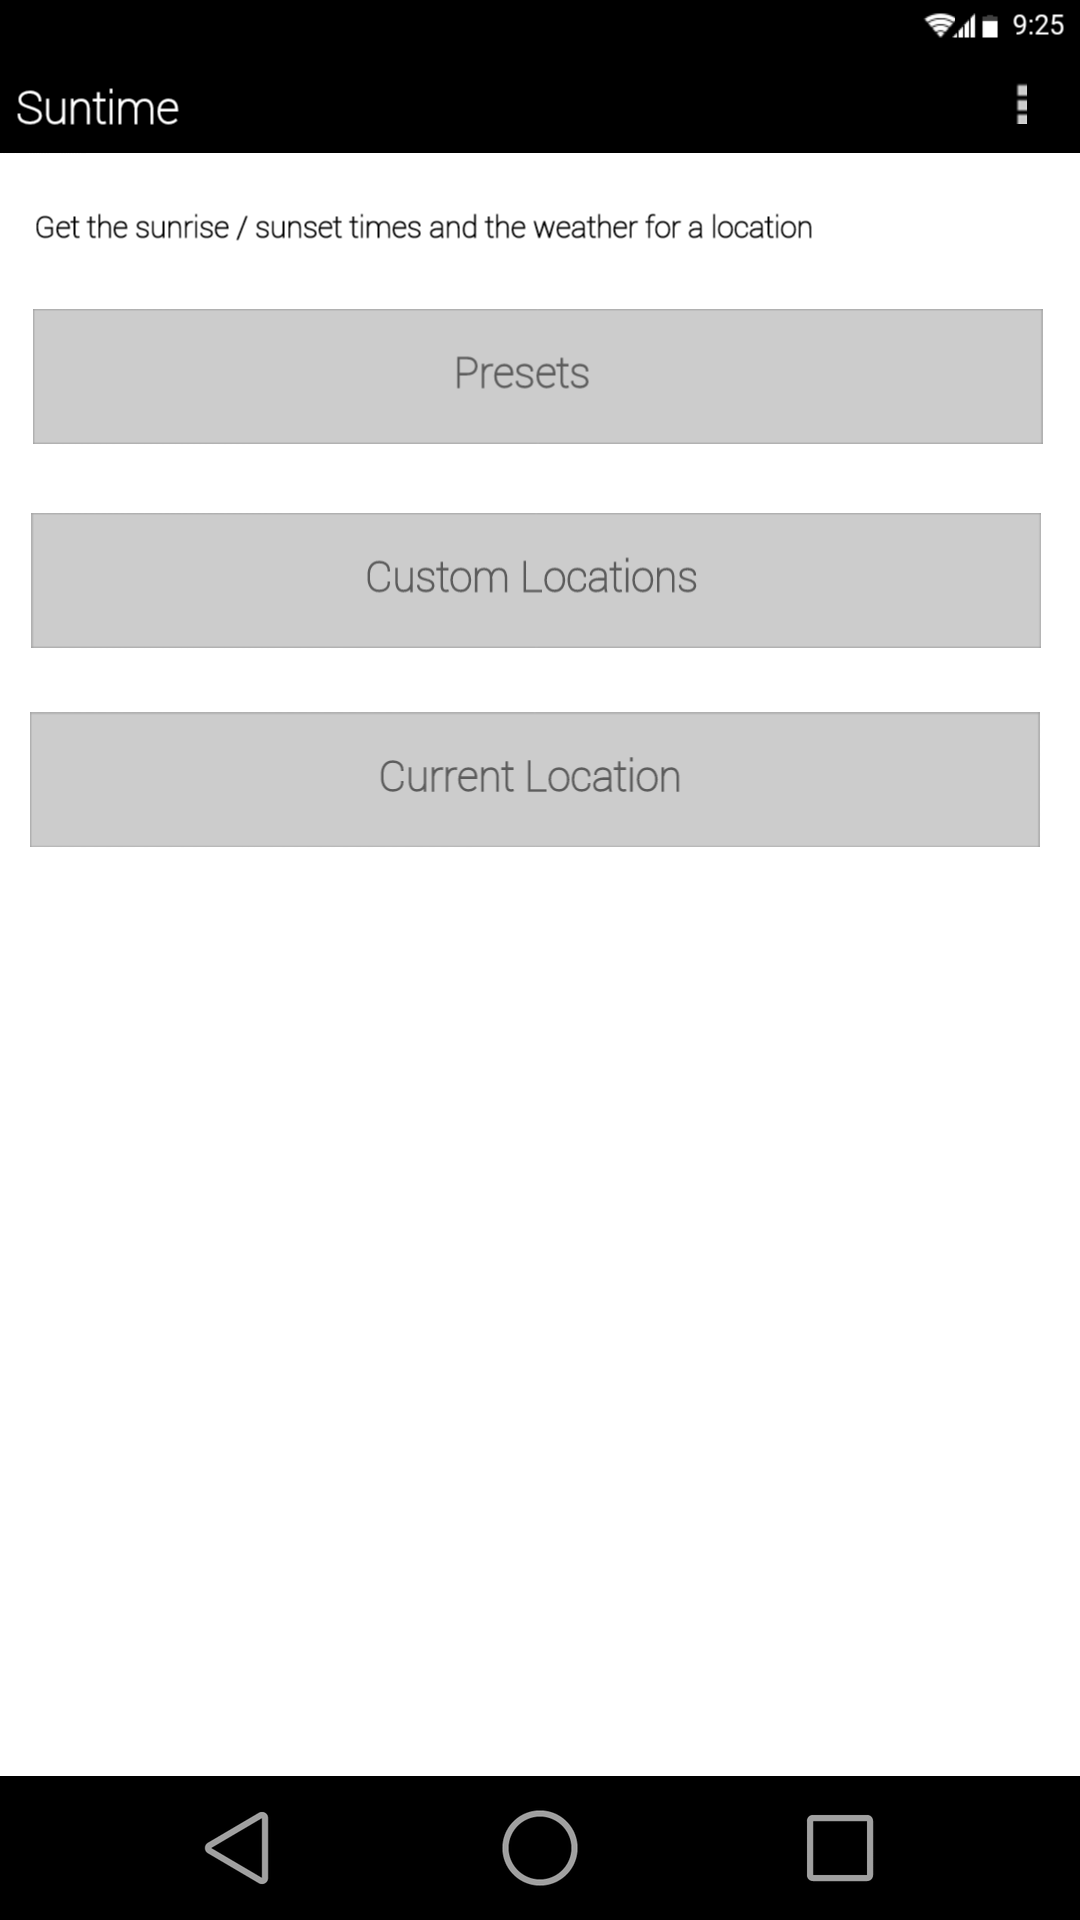 9:25
Suntime
Get the sunrise / sunset times and the weather for a location
Presets
Custom Locations
Current Location